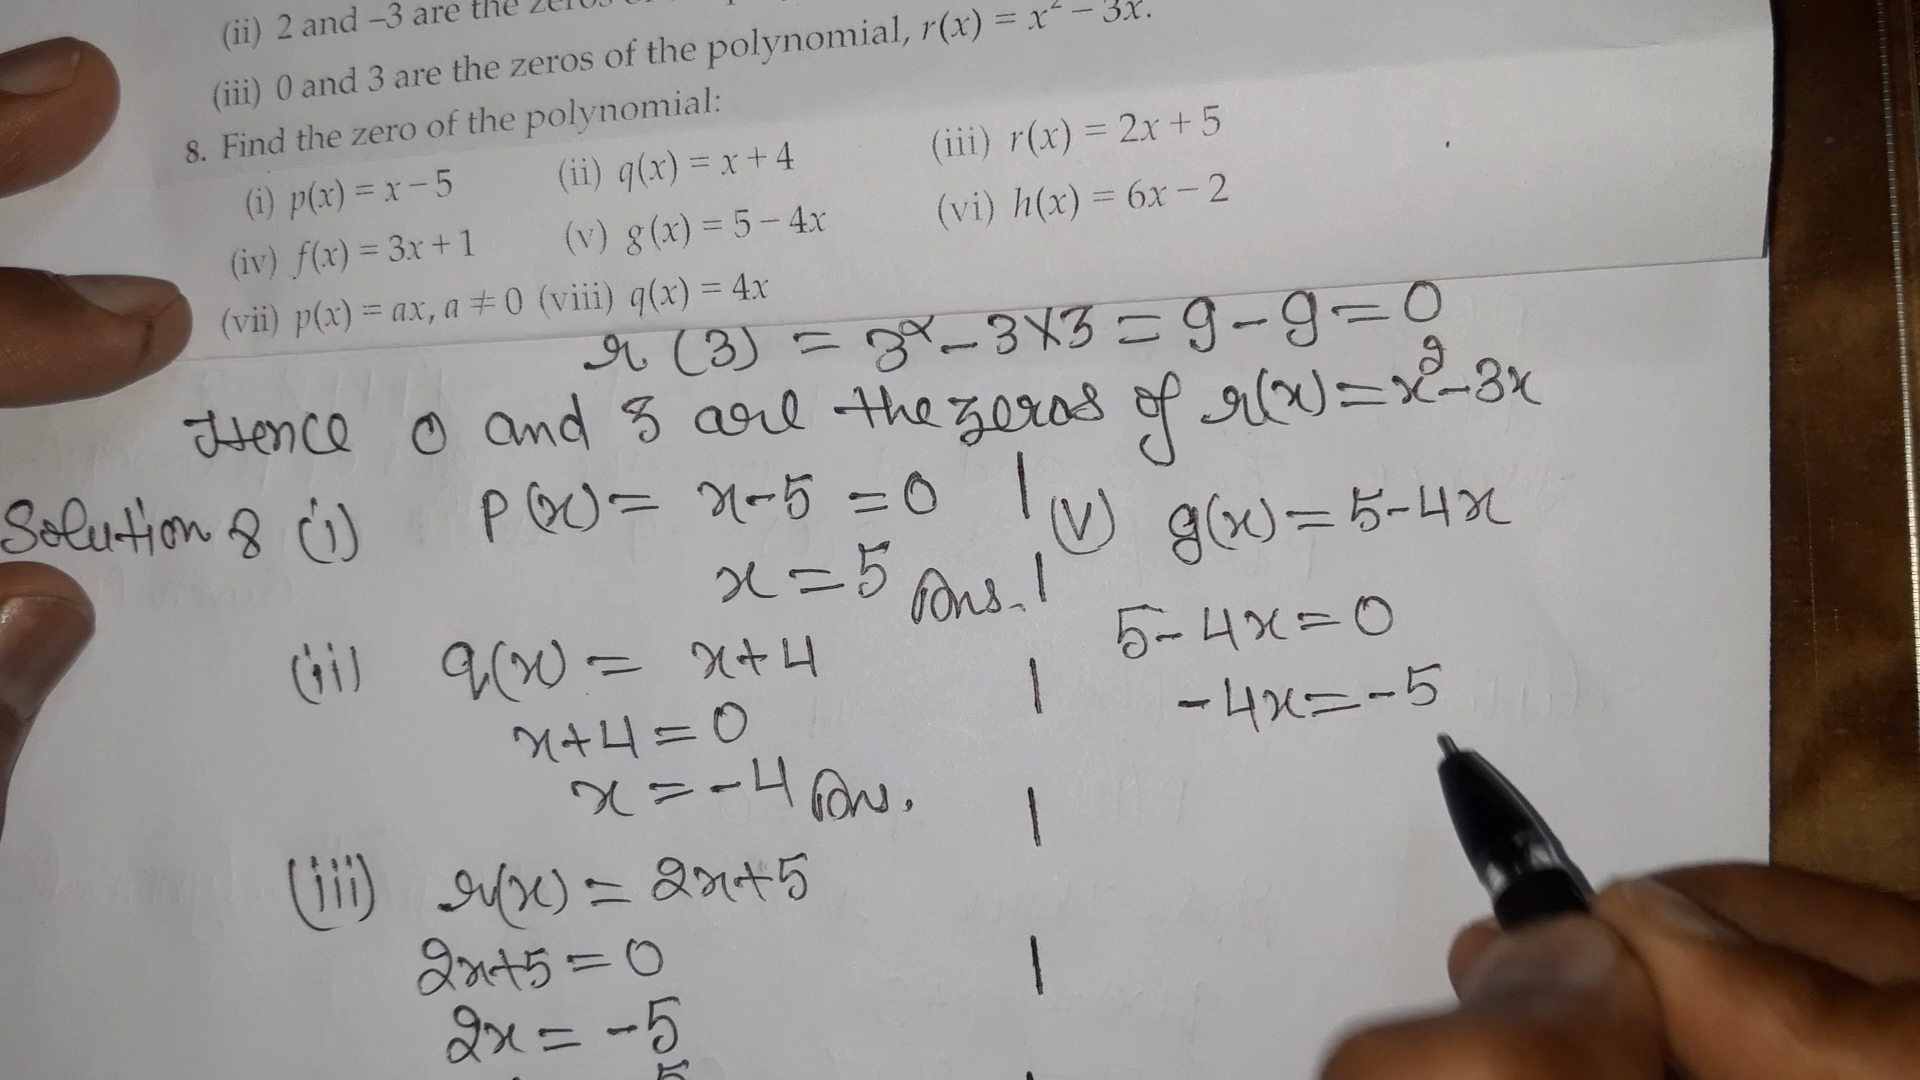 (ii) 2 and –3 are the zeros of
(iii) 0 and 3 are the zeros of the polynomial, r(x) = x² – 3x.
8. Find the zero of the polynomial:
(i) p(x) = x – 5 (ii) q(x) = x + 4 (iii) r(x) = 2x + 5
(iv) f(x) = 3x + 1 (v) g(x) = 5 – 4x (vi) h(x) = 6x – 2
(vii) p(x) = ax, a ≠ 0 (viii) q(x) = 4x
r(3) = 3² – 3×3 = 9 – 9 = 0
Hence 0 and 3 are the zeros of r(x) = x² – 3x
Solution 8 (i) p(x) = x – 5 = 0
x = 5 Ans.
(ii) q(x) = x + 4
x + 4 = 0
x = –4 Ans.
(iii) r(x) = 2x + 5
2x + 5 = 0
2x = –5
5
(v) g(x) = 5 – 4x
5 – 4x = 0
–4x = –5